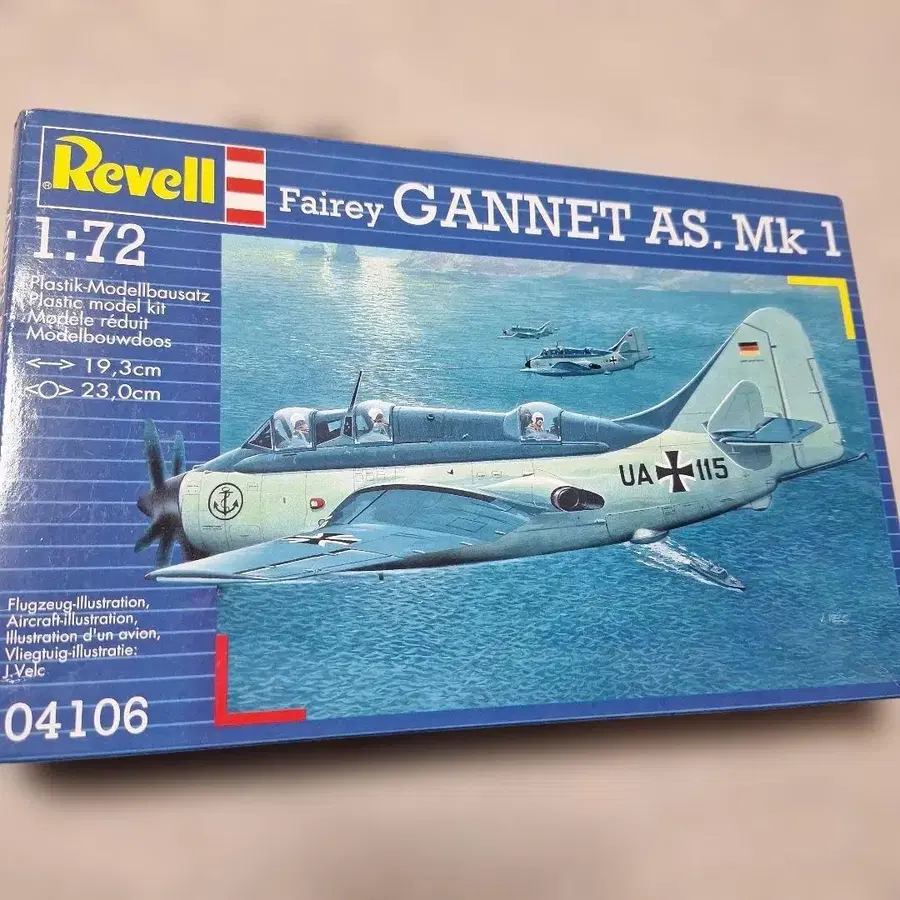 ®Revell
Fairey GANNET AS. Mk 1
1:72
Plastik-Modellbausatz
Plastic model kit
Modèle réduit
Modelbouwdoos
19,3cm
23,0cm
UA 115
J. VELC
Flugzeug-Illustration,
Aircraft-illustration,
Illustration d'un avion,
Vliegtuig-illustratie:
J.Velc
04106